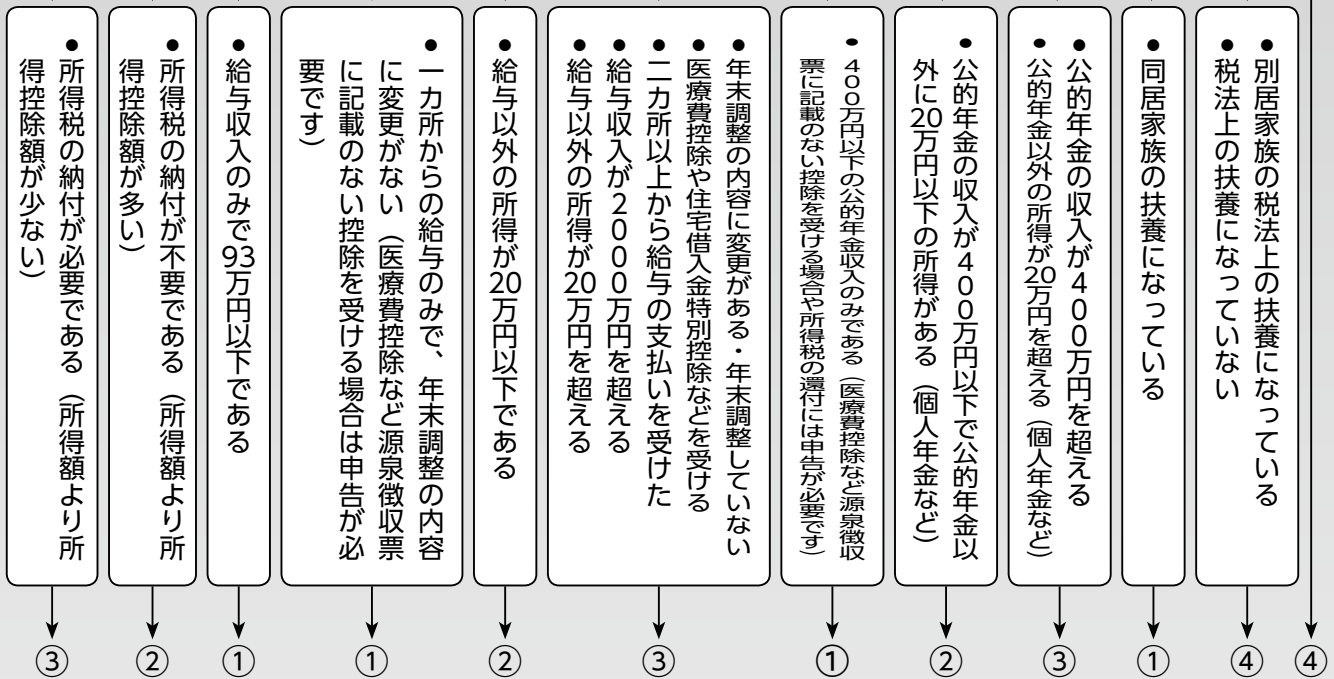 ● 別居家族の税法上の扶養になっている
● 税法上の扶養になっていない
④
④
● 同居家族の扶養になっている
①
● 公的年金の収入が４００万円を超える
● 公的年金以外の所得が20万円を超える（個人年金など）
③
● 公的年金の収入が４００万円以下で公的年金以
外に20万円以下の所得がある（個人年金など）
②
● ４００万円以下の公的年金収入のみである（医療費控除など源泉徴収
票に記載のない控除を受ける場合や所得税の還付には申告が必要です）
①
● 年末調整の内容に変更がある・年末調整していない
● 医療費控除や住宅借入金特別控除などを受ける
● 二カ所以上から給与の支払いを受けた
● 給与収入が２０００万円を超える
● 給与以外の所得が20万円を超える
③
● 給与以外の所得が20万円以下である
②
● 一カ所からの給与のみで、年末調整の内容
に変更がない（医療費控除など源泉徴収票
に記載のない控除を受ける場合は申告が必
要です）
①
● 給与収入のみで93万円以下である
①
● 所得税の納付が不要である（所得額より所
得控除額が多い）
②
● 所得税の納付が必要である（所得額より所
得控除額が少ない）
③